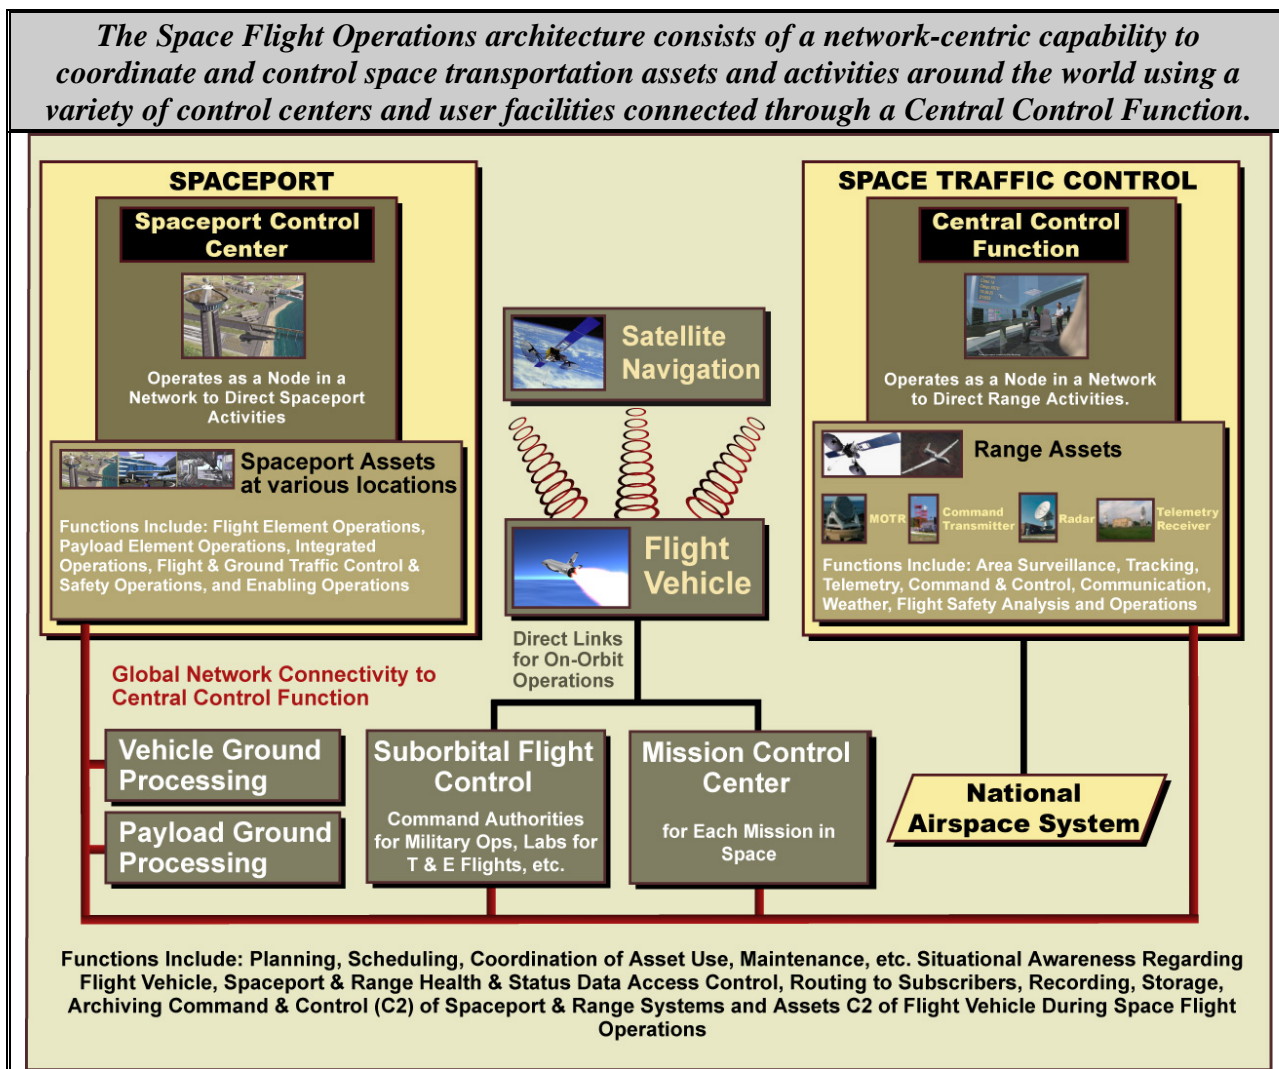 The Space Flight Operations architecture consists of a network-centric capability to
coordinate and control space transportation assets and activities around the world using a
variety of control centers and user facilities connected through a Central Control Function.
SPACEPORT
Spaceport Control
Center
Operates as a Node in a
Network to Direct Spaceport
Activities
Spaceport Assets
at various locations
Functions Include: Flight Element Operations,
Payload Element Operations, Integrated
Operations, Flight & Ground Traffic Control &
Safety Operations, and Enabling Operations
Satellite
Navigation
Flight
Vehicle
Direct Links
for On-Orbit
Operations
SPACE TRAFFIC CONTROL
Central Control
Function
Operates as a Node in a Network
to Direct Range Activities.
Range Assets
MOTR
Command
Transmitter
Radar
Telemetry
Receiver
Functions Include: Area Surveillance, Tracking,
Telemetry, Command & Control, Communication,
Weather, Flight Safety Analysis and Operations
Global Network Connectivity to
Central Control Function
Vehicle Ground
Processing
Payload Ground
Processing
Suborbital Flight
Control
Command Authorities
for Military Ops, Labs for
T & E Flights, etc.
Mission Control
Center
for Each Mission in
Space
National
Airspace System
Functions Include: Planning, Scheduling, Coordination of Asset Use, Maintenance, etc. Situational Awareness Regarding
Flight Vehicle, Spaceport & Range Health & Status Data Access Control, Routing to Subscribers, Recording, Storage,
Archiving Command & Control (C2) of Spaceport & Range Systems and Assets C2 of Flight Vehicle During Space Flight
Operations